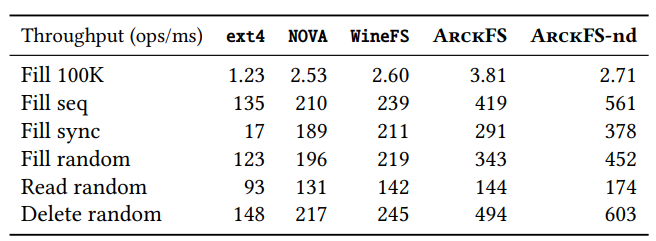 Throughput (ops/ms) ext4 NOVA WineFS ArckFS ArckFS-nd
Fill 100K 1.23 2.53 2.60 3.81 2.71
Fill seq 135 210 239 419 561
Fill sync 17 189 211 291 378
Fill random 123 196 219 343 452
Read random 93 131 142 144 174
Delete random 148 217 245 494 603